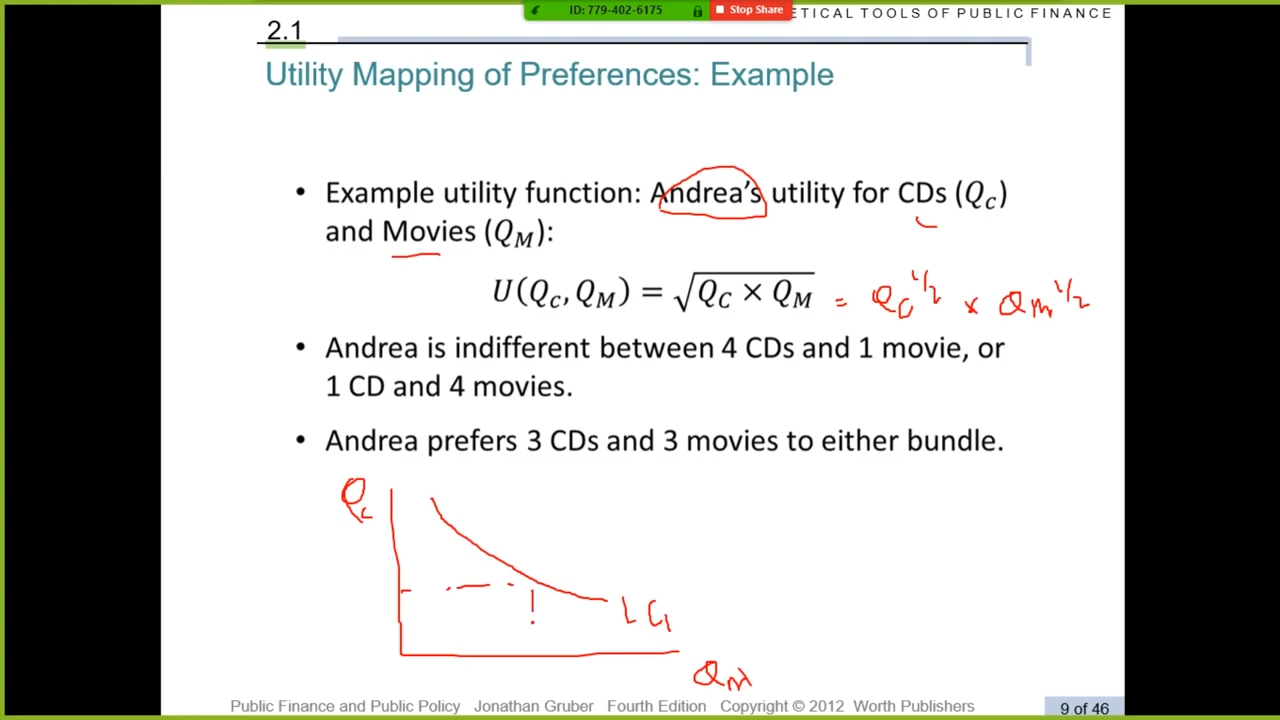 ID: 779-402-6175 Stop Share ETICAL TOOLS OF PUBLIC FINANCE
2.1
Utility Mapping of Preferences: Example
• Example utility function: Andrea's utility for CDs (Q_C)
and Movies (Q_M):
U(Q_C, Q_M) = √(Q_C × Q_M) = Q_C^1/2 × Q_M^1/2
• Andrea is indifferent between 4 CDs and 1 movie, or
1 CD and 4 movies.
• Andrea prefers 3 CDs and 3 movies to either bundle.
Q_C
IC_1
Q_M
Public Finance and Public Policy Jonathan Gruber Fourth Edition Copyright © 2012 Worth Publishers 9 of 46